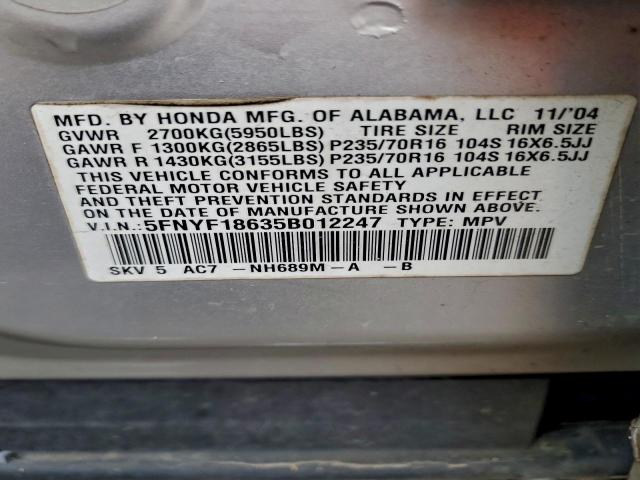 MFD. BY HONDA MFG. OF ALABAMA, LLC 11/'04
GVWR 2700KG(5950LBS) TIRE SIZE RIM SIZE
GAWR F 1300KG(2865LBS) P235/70R16 104S 16X6.5JJ
GAWR R 1430KG(3155LBS) P235/70R16 104S 16X6.5JJ
THIS VEHICLE CONFORMS TO ALL APPLICABLE
FEDERAL MOTOR VEHICLE SAFETY
AND THEFT PREVENTION STANDARDS IN EFFECT
ON THE DATE OF MANUFACTURE SHOWN ABOVE.
V.I.N.: 5FNYF18635B012247 TYPE: MPV
SKV 5 AC7 -NH689M-A -B